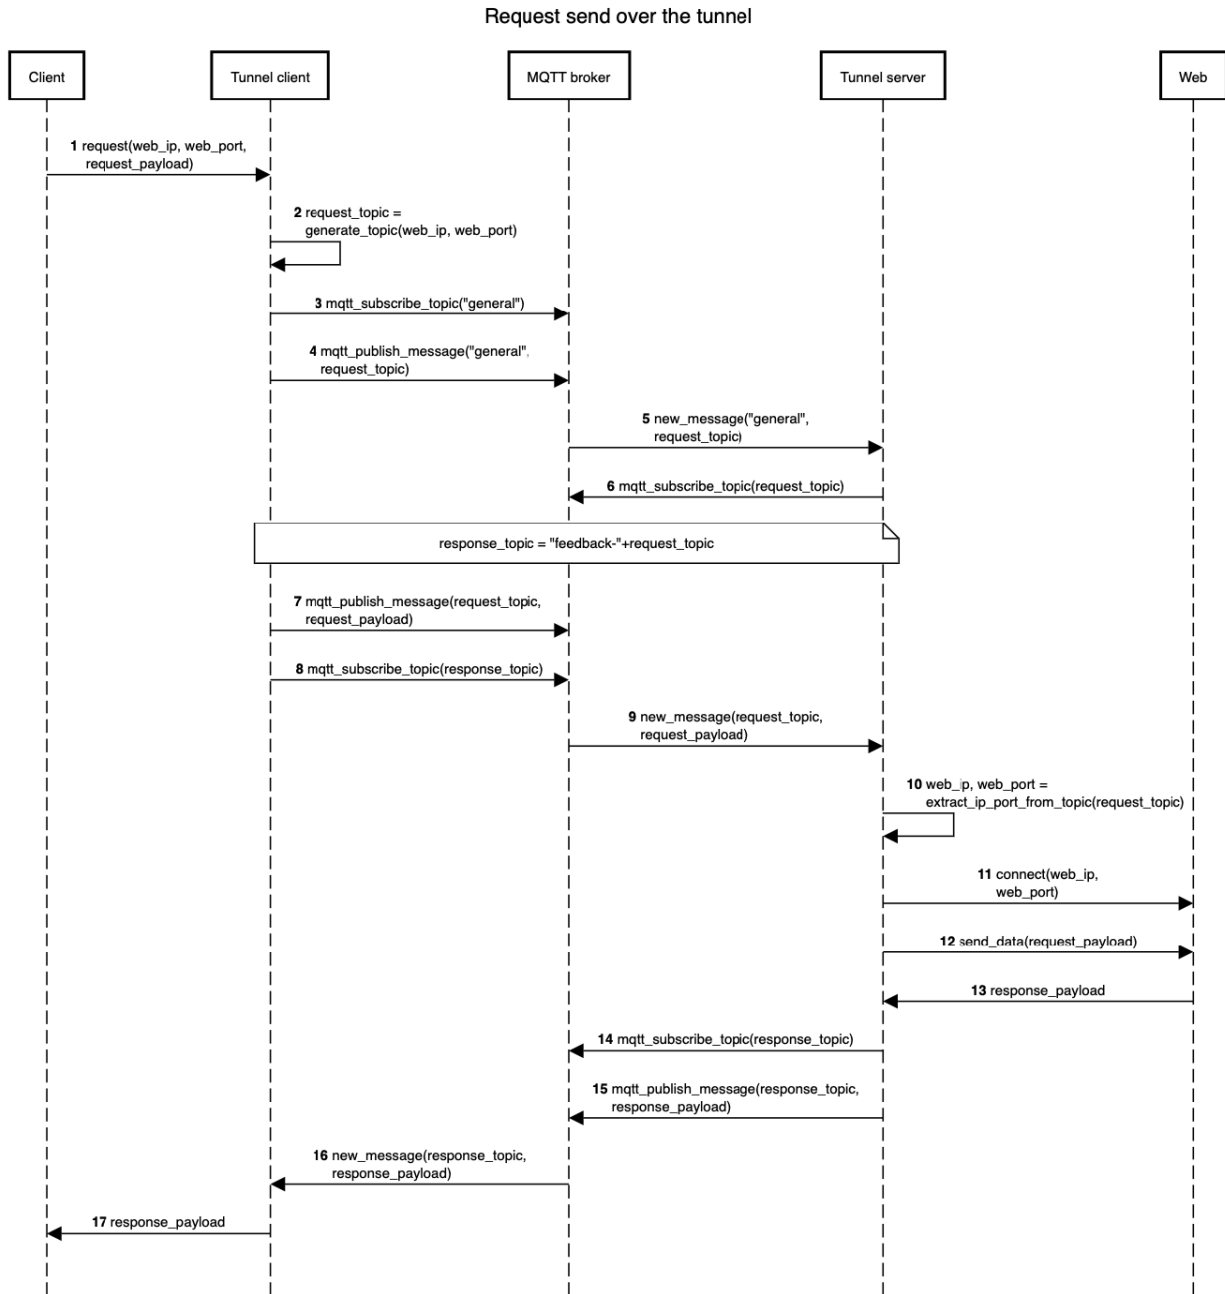 Request send over the tunnel
Client
Tunnel client
MQTT broker
Tunnel server
Web
1 request(web_ip, web_port,
request_payload)
2 request_topic =
generate_topic(web_ip, web_port)
3 mqtt_subscribe_topic("general")
4 mqtt_publish_message("general",
request_topic)
5 new_message("general",
request_topic)
6 mqtt_subscribe_topic(request_topic)
response_topic = "feedback-"+request_topic
7 mqtt_publish_message(request_topic,
request_payload)
8 mqtt_subscribe_topic(response_topic)
9 new_message(request_topic,
request_payload)
10 web_ip, web_port =
extract_ip_port_from_topic(request_topic)
11 connect(web_ip,
web_port)
12 send_data(request_payload)
13 response_payload
14 mqtt_subscribe_topic(response_topic)
15 mqtt_publish_message(response_topic,
response_payload)
16 new_message(response_topic,
response_payload)
17 response_payload